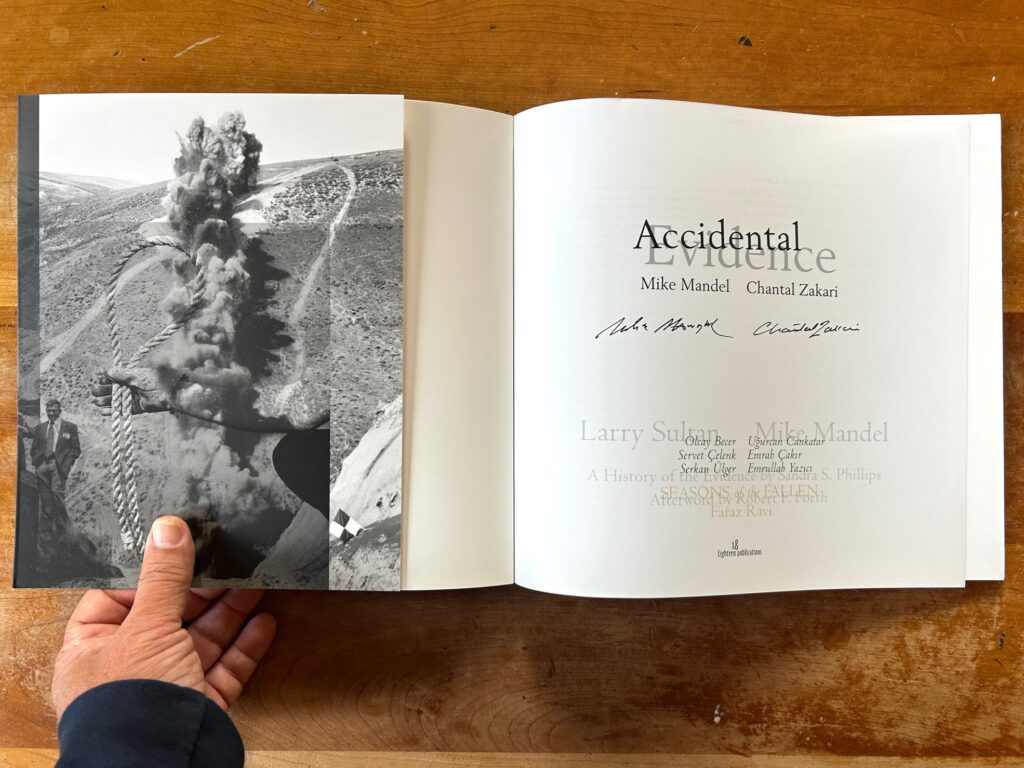 Accidental
Evidence
Mike Mandel Chantal Zakari
Larry Sultan Mike Mandel
Olcay Becer Uğurcan Cankatar
Servet Çelenk Emrah Çakır
Serkan Ülger Emrullah Yazıcı
A History of the Evidence by Sandra S. Phillips
SEASONS of the FALLEN
Afterword by Robert F. Forth
Faraz Ravi
18
Eighteen publications